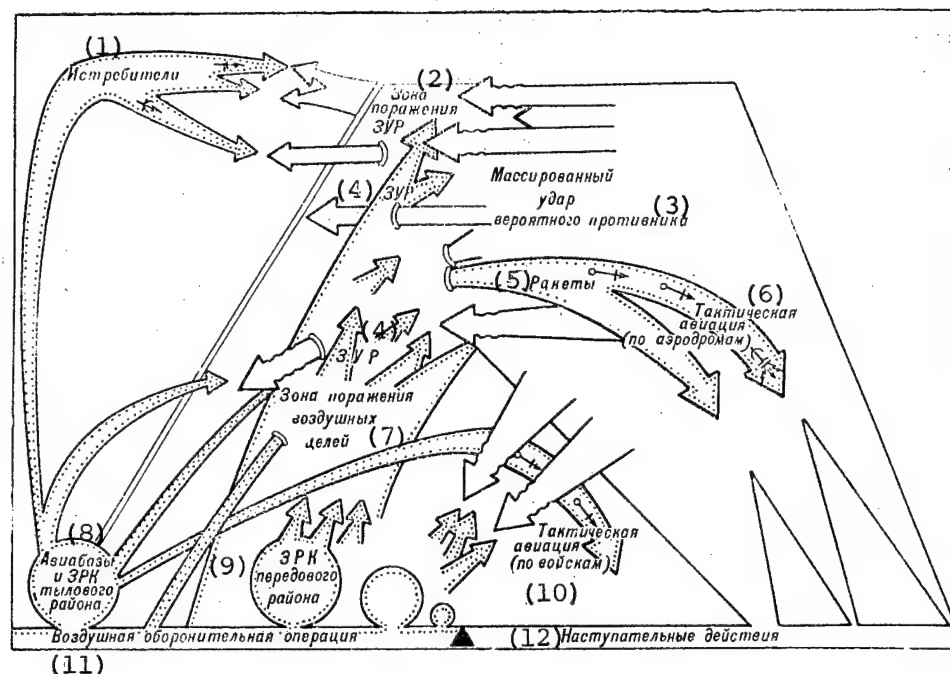 (1)
Истребители
(2)
Зона
поражения
ЗУР
(4)
ЗУР
Массированный
удар
(3)
вероятного противника
(5) Ракеты
(6)
Тактическая
авиация
(по аэродромам)
(4)
ЗУР
Зона поражения
воздушных
целей (7)
(8)
Авиабазы
и ЗРК
тылового
района
(9)
ЗРК
передового
района
Тактическая
авиация
(по войскам)
(10)
Воздушная оборонительная операция
(12) Наступательные действия
(11)